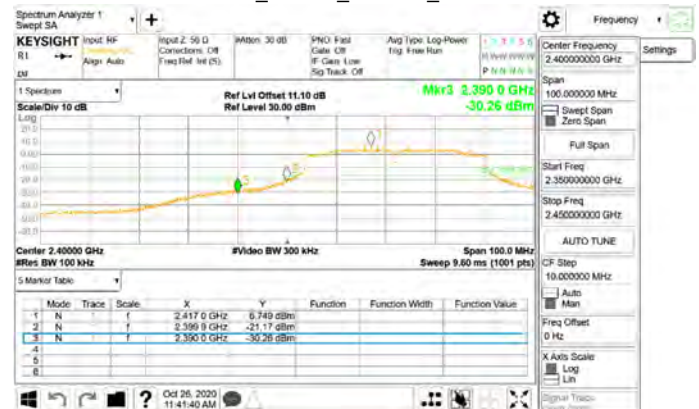 Spectrum Analyzer 1
Swept SA
+
Frequency
KEYSIGHT
R1
Input: RF
Align: Auto
Input Z: 50 Ω
Corrections: Off
Freq Ref: Int (S)
#Atten: 30 dB
PNO: Fast
Gate: Off
IF Gain: Low
Sig Track: Off
Avg Type: Log-Power
Trig: Free Run
Center Frequency
2.400000000 GHz
Settings
Span
100.000000 MHz
Swept Span
Zero Span
Full Span
Start Freq
2.350000000 GHz
Stop Freq
2.450000000 GHz
AUTO TUNE
CF Step
10.000000 MHz
Auto
Man
Freq Offset
0 Hz
X Axis Scale
Log
Lin
Signal Track
1 Spectrum
Scale/Div 10 dB
Log
Ref Lvl Offset 11.10 dB
Ref Level 30.00 dBm
Mkr3 2.390 0 GHz
-30.26 dBm
Center 2.40000 GHz
#Res BW 100 kHz
#Video BW 300 kHz
Span 100.0 MHz
Sweep 9.60 ms (1001 pts)
5 Marker Table
Mode Trace Scale X Y Function Function Width Function Value
1 N 1 f 2.417 0 GHz 6.749 dBm
2 N 1 f 2.399 9 GHz -21.17 dBm
3 N 1 f 2.390 0 GHz -30.26 dBm
4
5
6
?
Oct 26, 2020
11:41:40 AM